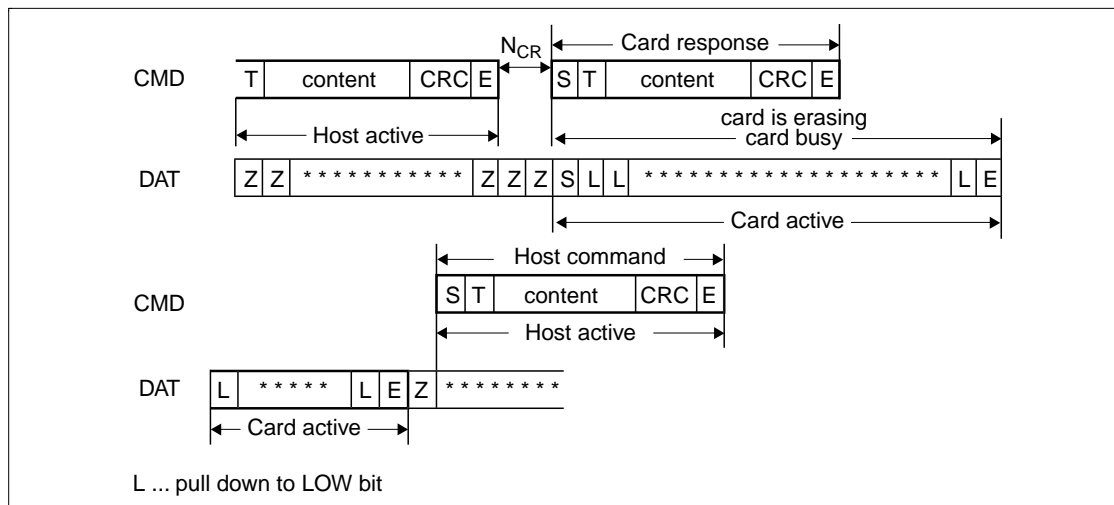 N_CR Card response
CMD T content CRC E S T content CRC E
Host active card is erasing
card busy
DAT Z Z * * * * * * * * * * * Z Z Z S L L * * * * * * * * * * * * * * * * * * * * L E
Card active
Host command
CMD S T content CRC E
Host active
DAT L * * * * * L E Z * * * * * * * *
Card active
L ... pull down to LOW bit